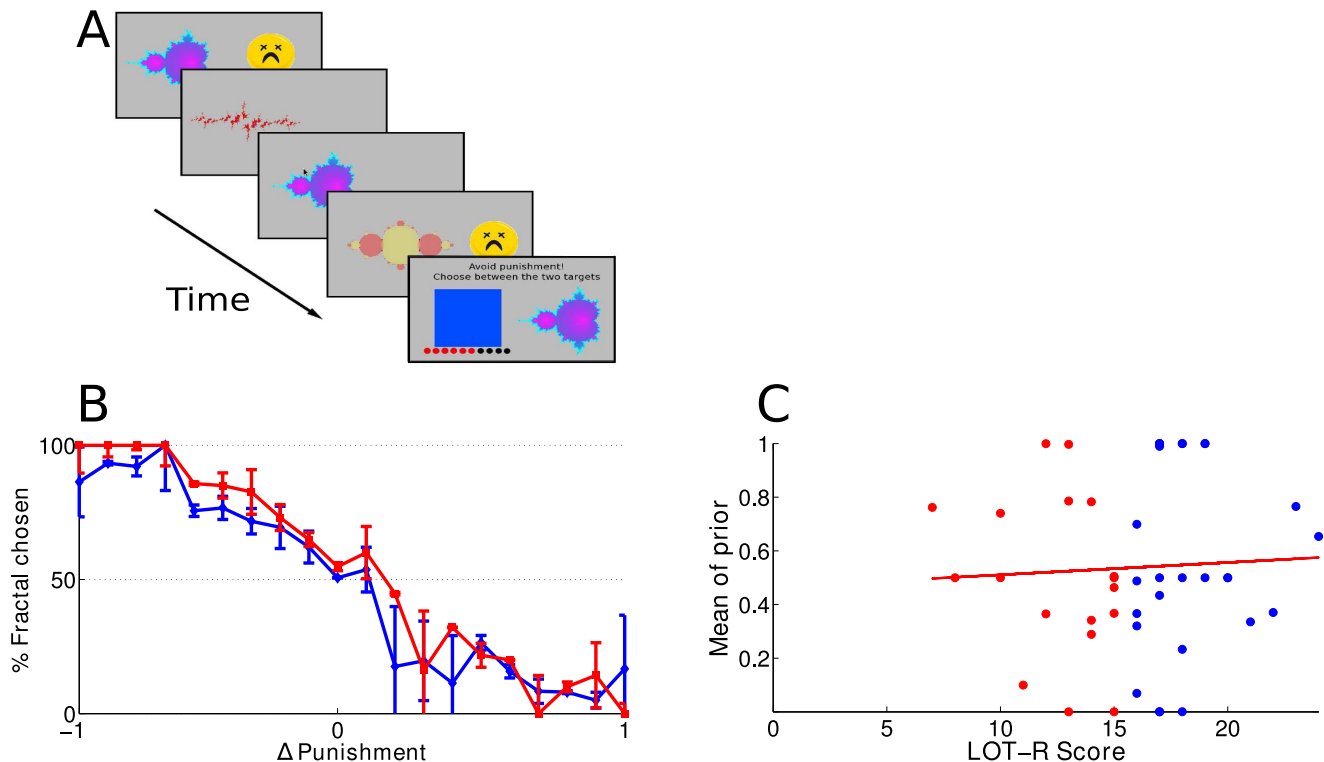 A
Avoid punishment!
Choose between the two targets
Time
B
% Fractal chosen
100
50
0
−1
0
1
Δ Punishment
C
Mean of prior
1
0.8
0.6
0.4
0.2
0
5
10
15
20
LOT−R Score